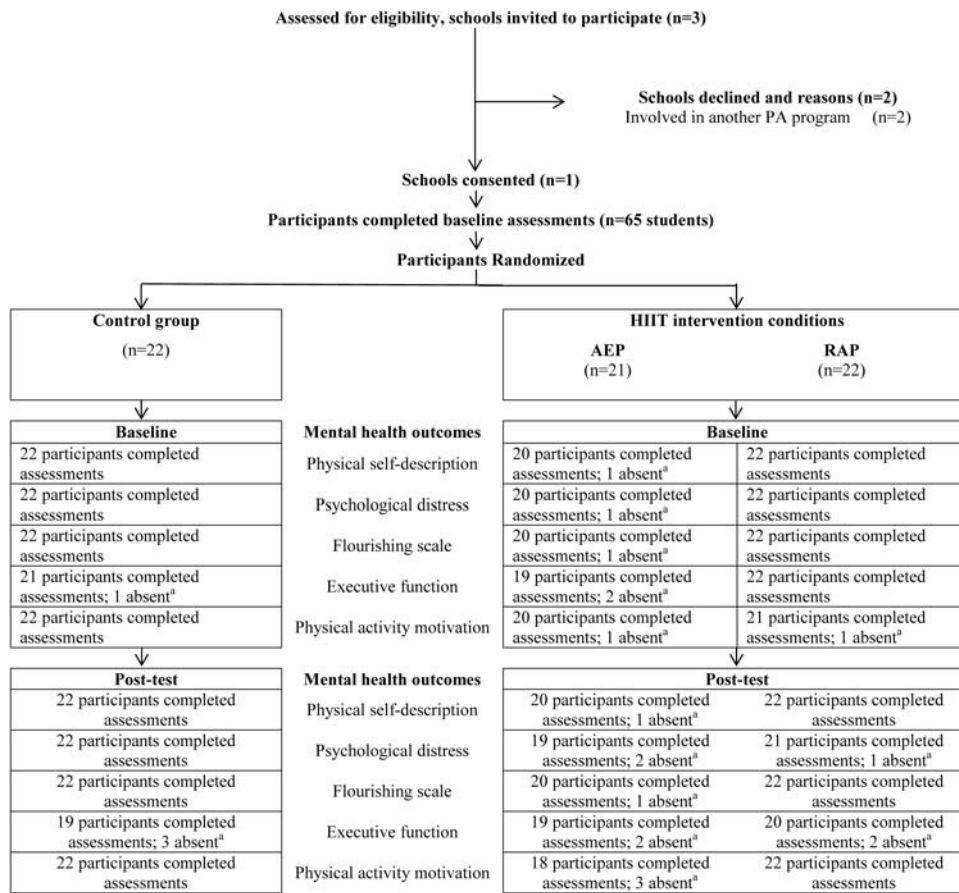 Assessed for eligibility, schools invited to participate (n=3)
Schools declined and reasons (n=2)
Involved in another PA program (n=2)
Schools consented (n=1)
Participants completed baseline assessments (n=65 students)
Participants Randomized
Control group
(n=22)
HIIT intervention conditions
AEP RAP
(n=21) (n=22)
Baseline
22 participants completed
assessments
22 participants completed
assessments
22 participants completed
assessments
21 participants completed
assessments; 1 absentᵃ
22 participants completed
assessments
Mental health outcomes
Physical self-description
Psychological distress
Flourishing scale
Executive function
Physical activity motivation
Baseline
20 participants completed
assessments; 1 absentᵃ
22 participants completed
assessments
20 participants completed
assessments; 1 absentᵃ
22 participants completed
assessments
20 participants completed
assessments; 1 absentᵃ
22 participants completed
assessments
19 participants completed
assessments; 2 absentᵃ
22 participants completed
assessments
20 participants completed
assessments; 1 absentᵃ
21 participants completed
assessments; 1 absentᵃ
Post-test
22 participants completed
assessments
22 participants completed
assessments
22 participants completed
assessments
19 participants completed
assessments; 3 absentᵃ
22 participants completed
assessments
Mental health outcomes
Physical self-description
Psychological distress
Flourishing scale
Executive function
Physical activity motivation
Post-test
20 participants completed
assessments; 1 absentᵃ
22 participants completed
assessments
19 participants completed
assessments; 2 absentᵃ
21 participants completed
assessments; 1 absentᵃ
20 participants completed
assessments; 1 absentᵃ
22 participants completed
assessments
19 participants completed
assessments; 2 absentᵃ
20 participants completed
assessments; 2 absentᵃ
18 participants completed
assessments; 3 absentᵃ
22 participants completed
assessments